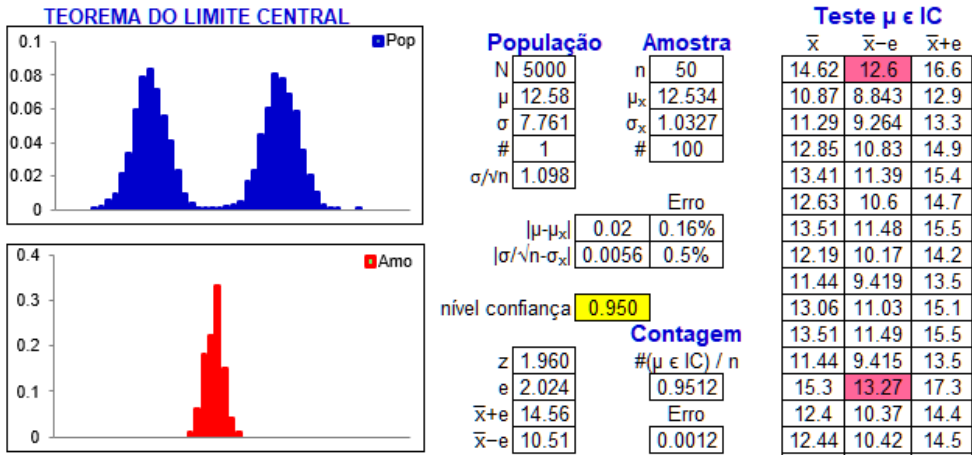 TEOREMA DO LIMITE CENTRAL
Pop
0.1
0.08
0.06
0.04
0.02
0
Amo
0.4
0.3
0.2
0.1
0
População Amostra
N 5000 n 50
μ 12.58 μx 12.534
σ 7.761 σx 1.0327
# 1 # 100
σ/√n 1.098
Erro
|μ-μx| 0.02 0.16%
|σ/√n-σx| 0.0056 0.5%
nível confiança 0.950
Contagem
z 1.960 #(μ ϵ IC) / n
e 2.024 0.9512
x̅+e 14.56 Erro
x̅−e 10.51 0.0012
Teste μ ϵ IC
x̅ x̅−e x̅+e
14.62 12.6 16.6
10.87 8.843 12.9
11.29 9.264 13.3
12.85 10.83 14.9
13.41 11.39 15.4
12.63 10.6 14.7
13.51 11.48 15.5
12.19 10.17 14.2
11.44 9.419 13.5
13.06 11.03 15.1
13.51 11.49 15.5
11.44 9.415 13.5
15.3 13.27 17.3
12.4 10.37 14.4
12.44 10.42 14.5